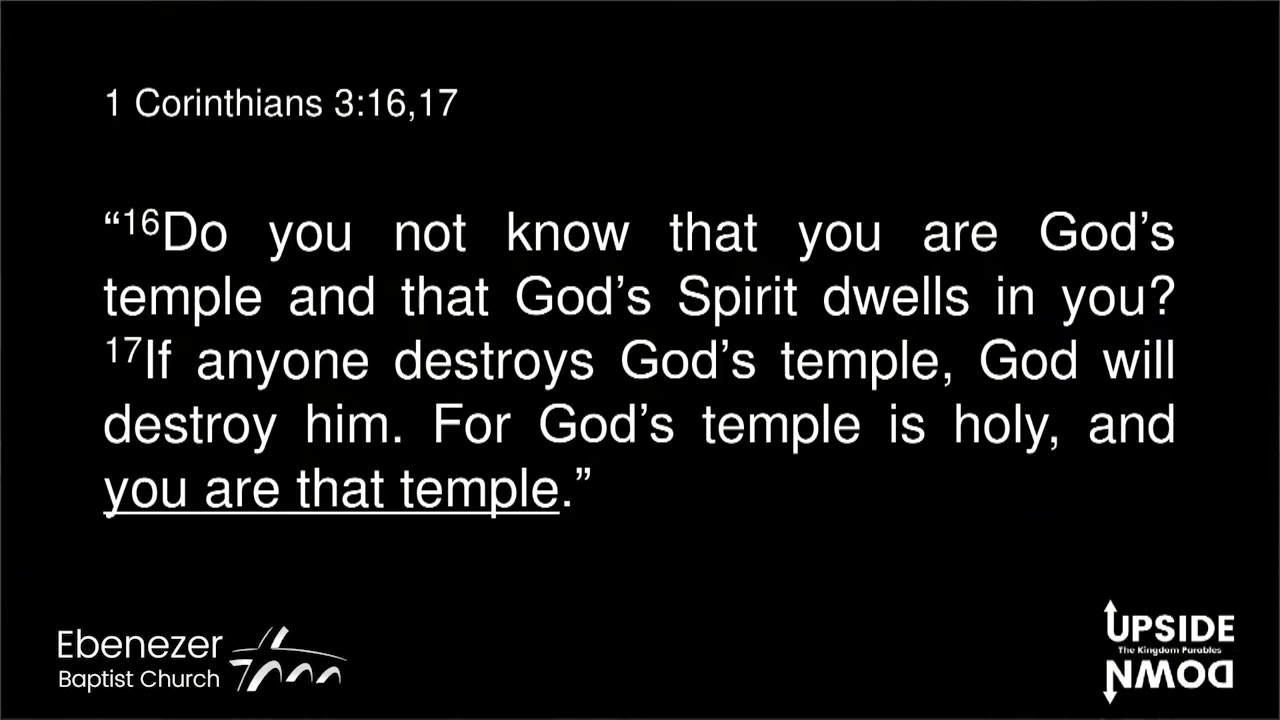 1 Corinthians 3:16,17
“16Do you not know that you are God’s
temple and that God’s Spirit dwells in you?
17If anyone destroys God’s temple, God will
destroy him. For God’s temple is holy, and
you are that temple.”
Ebenezer
Baptist Church
UPSIDE
The Kingdom Parables
DOWN